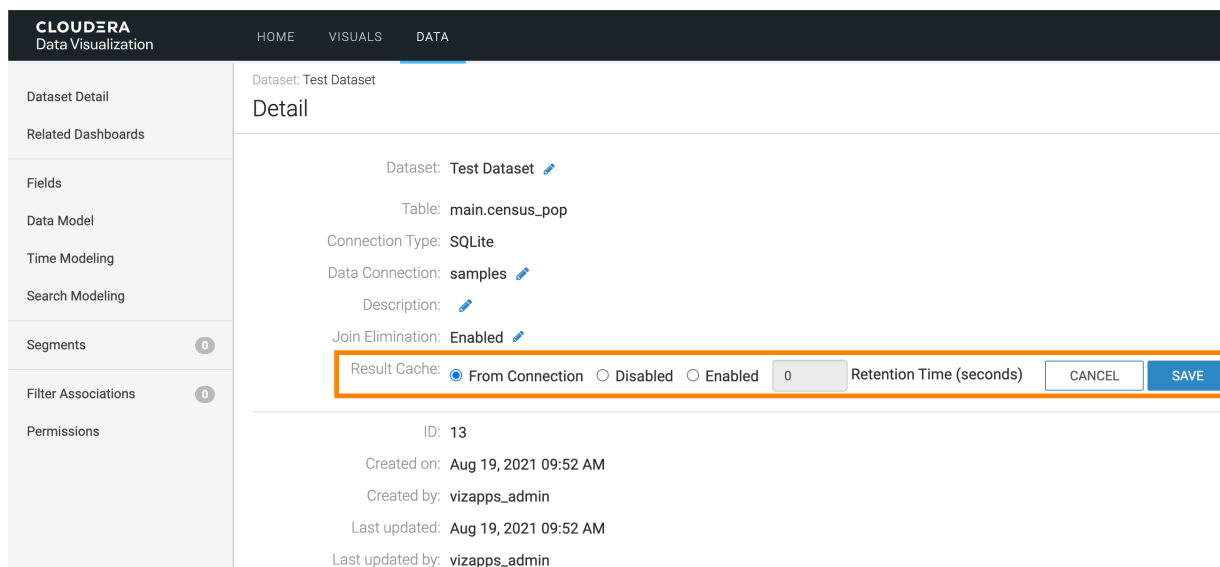 CLOUDERA
Data Visualization
HOME VISUALS DATA
Dataset Detail
Related Dashboards
Fields
Data Model
Time Modeling
Search Modeling
Segments 0
Filter Associations 0
Permissions
Dataset: Test Dataset
Detail
Dataset: Test Dataset
Table: main.census_pop
Connection Type: SQLite
Data Connection: samples
Description:
Join Elimination: Enabled
Result Cache: From Connection Disabled Enabled 0 Retention Time (seconds) CANCEL SAVE
ID: 13
Created on: Aug 19, 2021 09:52 AM
Created by: vizapps_admin
Last updated: Aug 19, 2021 09:52 AM
Last updated by: vizapps_admin